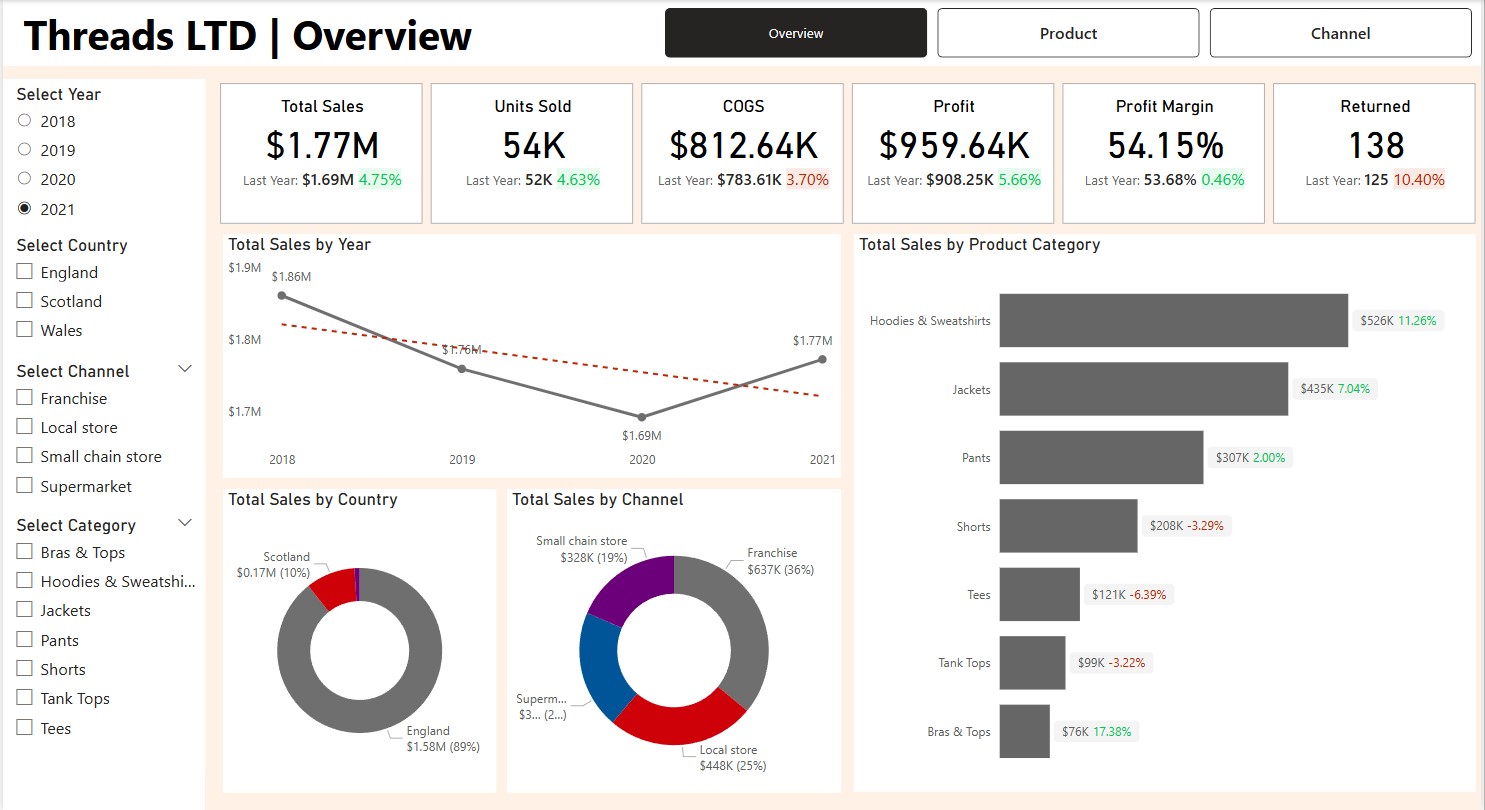 Threads LTD | Overview
Overview
Product
Channel
Select Year
2018
2019
2020
2021
Select Country
England
Scotland
Wales
Select Channel
Franchise
Local store
Small chain store
Supermarket
Select Category
Bras & Tops
Hoodies & Sweatshi...
Jackets
Pants
Shorts
Tank Tops
Tees
Total Sales
$1.77M
Last Year: $1.69M 4.75%
Units Sold
54K
Last Year: 52K 4.63%
COGS
$812.64K
Last Year: $783.61K 3.70%
Profit
$959.64K
Last Year: $908.25K 5.66%
Profit Margin
54.15%
Last Year: 53.68% 0.46%
Returned
138
Last Year: 125 10.40%
Total Sales by Year
$1.9M
$1.8M
$1.7M
$1.86M
$1.76M
$1.69M
$1.77M
2018
2019
2020
2021
Total Sales by Country
Scotland
$0.17M (10%)
England
$1.58M (89%)
Total Sales by Channel
Small chain store
$328K (19%)
Franchise
$637K (36%)
Superm...
$3... (2...)
Local store
$448K (25%)
Total Sales by Product Category
Hoodies & Sweatshirts
$526K 11.26%
Jackets
$435K 7.04%
Pants
$307K 2.00%
Shorts
$208K -3.29%
Tees
$121K -6.39%
Tank Tops
$99K -3.22%
Bras & Tops
$76K 17.38%